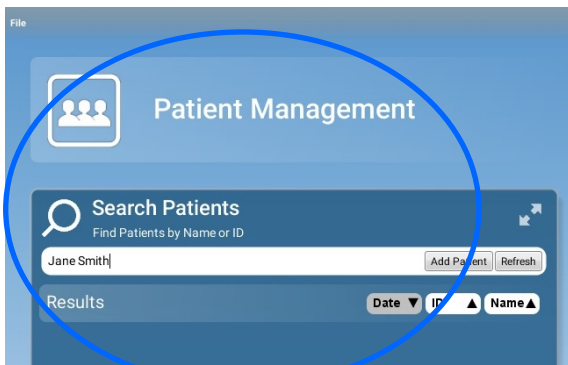 File
Patient Management
Search Patients
Find Patients by Name or ID
Jane Smith
Add Patient
Refresh
Results
Date ▼
ID ▲
Name ▲